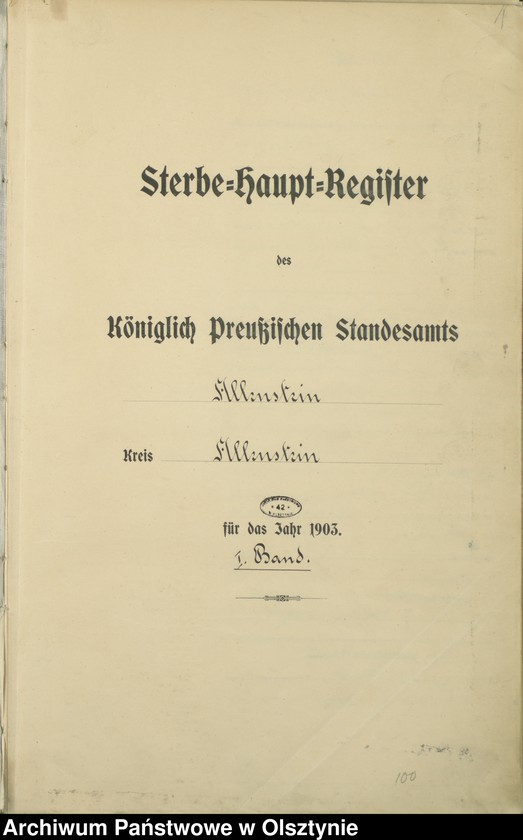 1
Sterbe=Haupt=Register
des
Königlich Preußischen Standesamts
Allenstein
Kreis Allenstein
42
für das Jahr 1903.
I. Band.
100
Archiwum Państwowe w Olsztynie